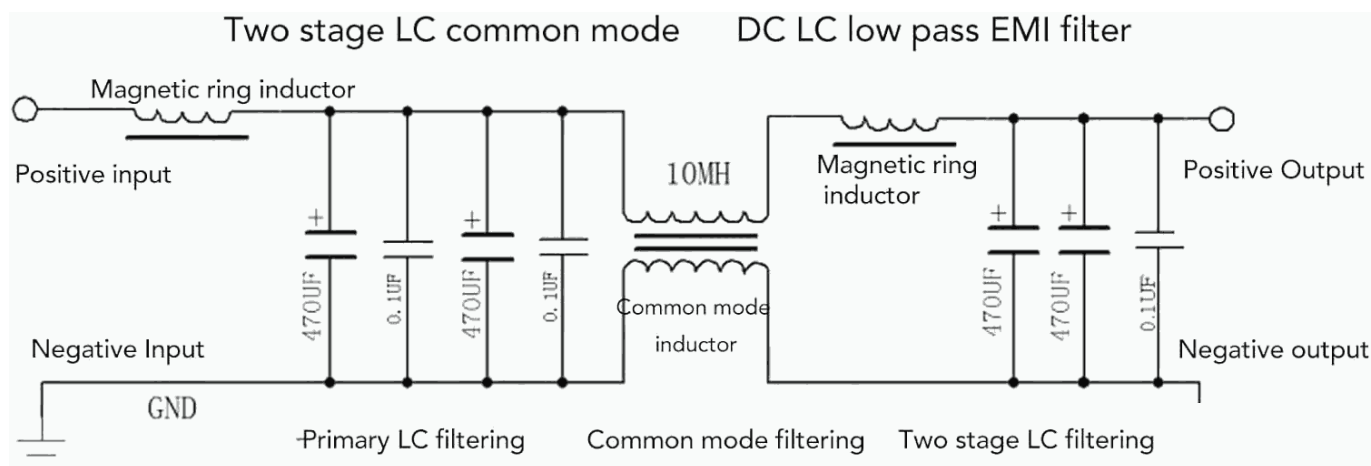 Two stage LC common mode DC LC low pass EMI filter
Magnetic ring inductor
Positive input
10MH
Magnetic ring
inductor
Positive Output
+
+
+
+
470UF
0.1UF
470UF
0.1UF
470UF
470UF
0.1UF
Common mode
inductor
Negative Input
Negative output
GND
Primary LC filtering
Common mode filtering
Two stage LC filtering